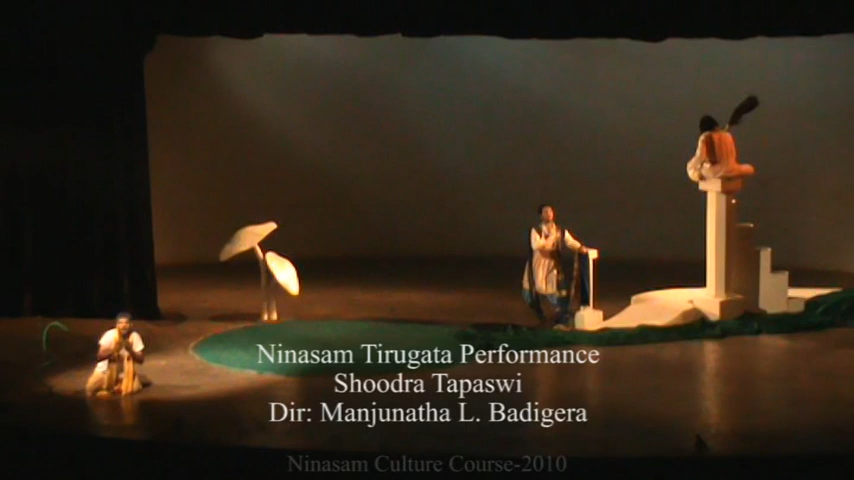 Ninasam Tirugata Performance
Shoodra Tapaswi
Dir: Manjunatha L. Badigera
Ninasam Culture Course-2010